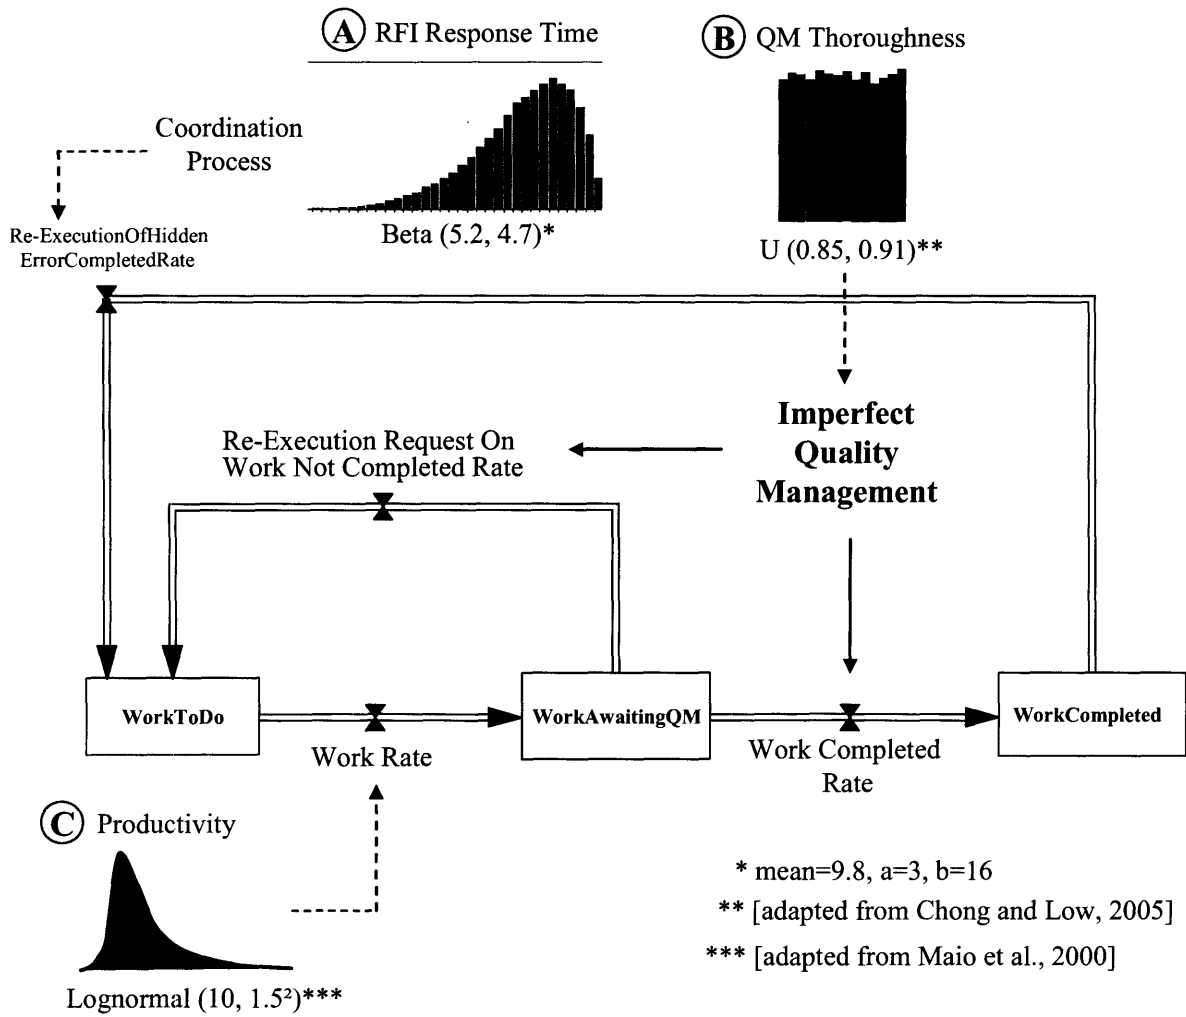 A RFI Response Time
B QM Thoroughness
Coordination
Process
Beta (5.2, 4.7)*
U (0.85, 0.91)**
Re-ExecutionOfHidden
ErrorCompletedRate
Imperfect
Quality
Management
Re-Execution Request On
Work Not Completed Rate
WorkToDo
WorkAwaitingQM
WorkCompleted
Work Rate
Work Completed
Rate
C Productivity
Lognormal (10, 1.5²)***
* mean=9.8, a=3, b=16
** [adapted from Chong and Low, 2005]
*** [adapted from Maio et al., 2000]